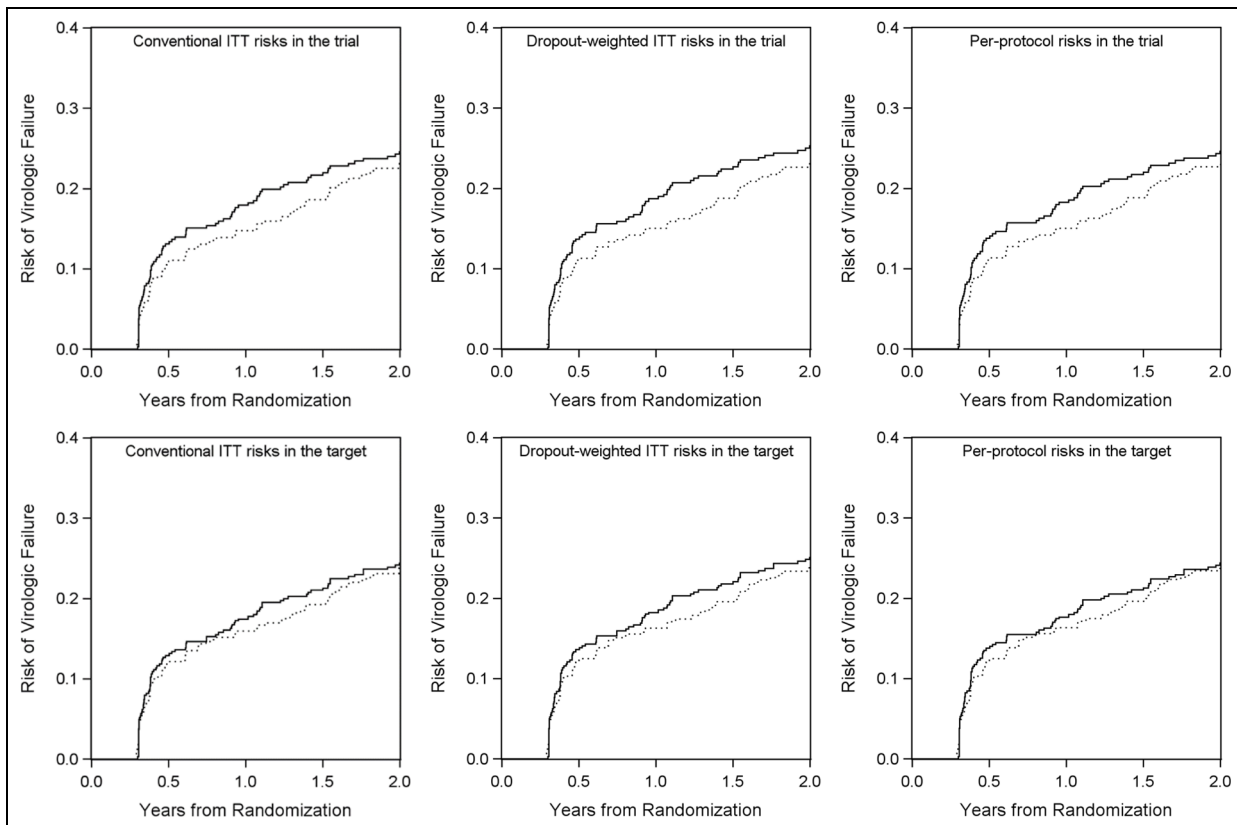 Conventional ITT risks in the trial
Dropout-weighted ITT risks in the trial
Per-protocol risks in the trial
0.4
0.3
0.2
0.1
0.0
0.4
0.3
0.2
0.1
0.0
0.4
0.3
0.2
0.1
0.0
Risk of Virologic Failure
Risk of Virologic Failure
Risk of Virologic Failure
0.0 0.5 1.0 1.5 2.0
0.0 0.5 1.0 1.5 2.0
0.0 0.5 1.0 1.5 2.0
Years from Randomization
Years from Randomization
Years from Randomization
Conventional ITT risks in the target
Dropout-weighted ITT risks in the target
Per-protocol risks in the target
0.4
0.3
0.2
0.1
0.0
0.4
0.3
0.2
0.1
0.0
0.4
0.3
0.2
0.1
0.0
Risk of Virologic Failure
Risk of Virologic Failure
Risk of Virologic Failure
0.0 0.5 1.0 1.5 2.0
0.0 0.5 1.0 1.5 2.0
0.0 0.5 1.0 1.5 2.0
Years from Randomization
Years from Randomization
Years from Randomization